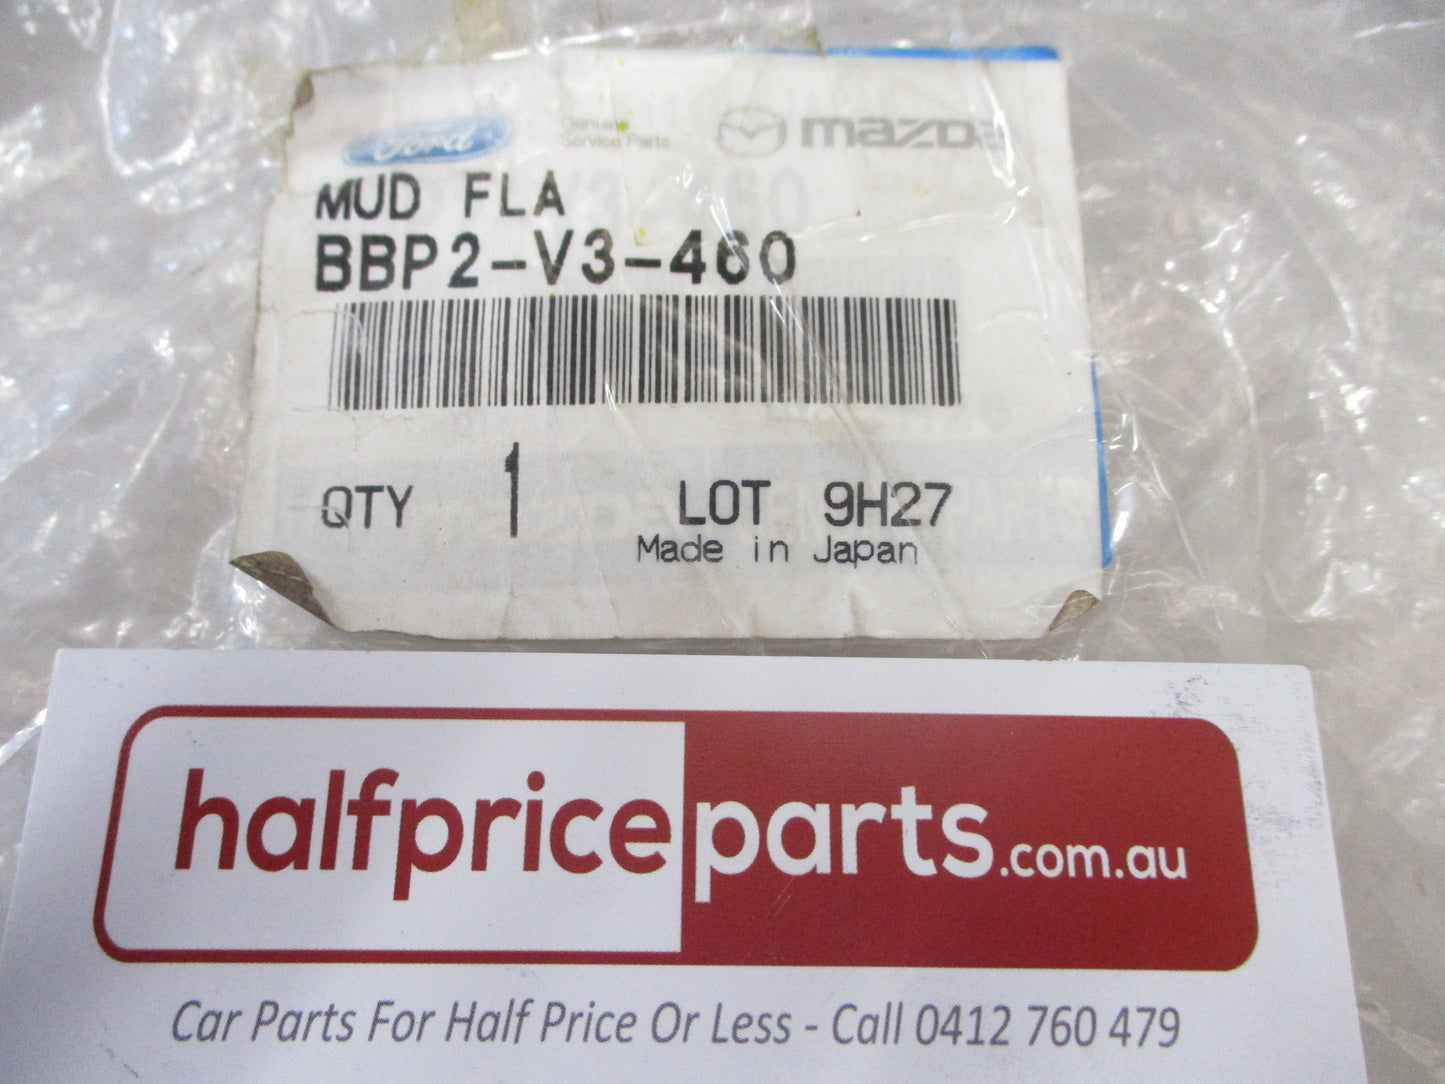 Ford Genuine mazda
Service Parts
MUD FLA
BBP2-V3-460
QTY 1 LOT 9H27
Made in Japan
halfpriceparts.com.au
Car Parts For Half Price Or Less - Call 0412 760 479